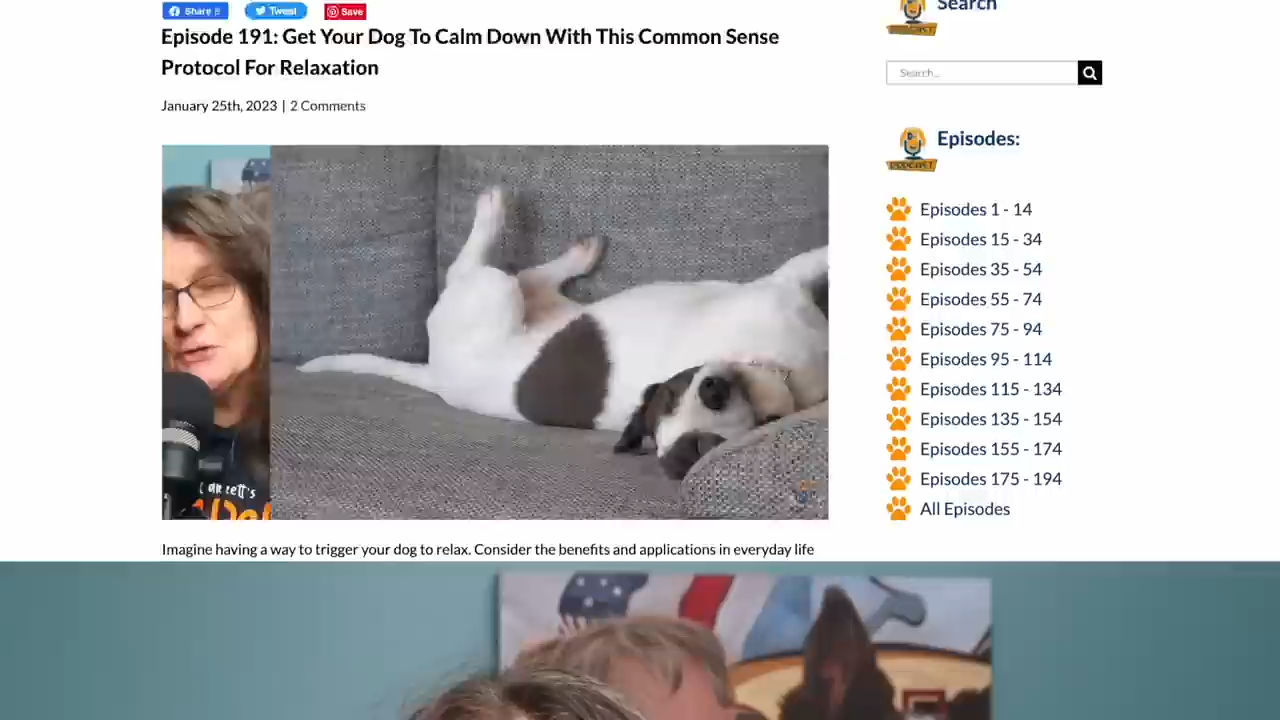 Share
Tweet
Save
Episode 191: Get Your Dog To Calm Down With This Common Sense
Protocol For Relaxation
January 25th, 2023 | 2 Comments
Imagine having a way to trigger your dog to relax. Consider the benefits and applications in everyday life
Search
PODCAST
Search...
Episodes:
PODCAST
Episodes 1 - 14
Episodes 15 - 34
Episodes 35 - 54
Episodes 55 - 74
Episodes 75 - 94
Episodes 95 - 114
Episodes 115 - 134
Episodes 135 - 154
Episodes 155 - 174
Episodes 175 - 194
All Episodes